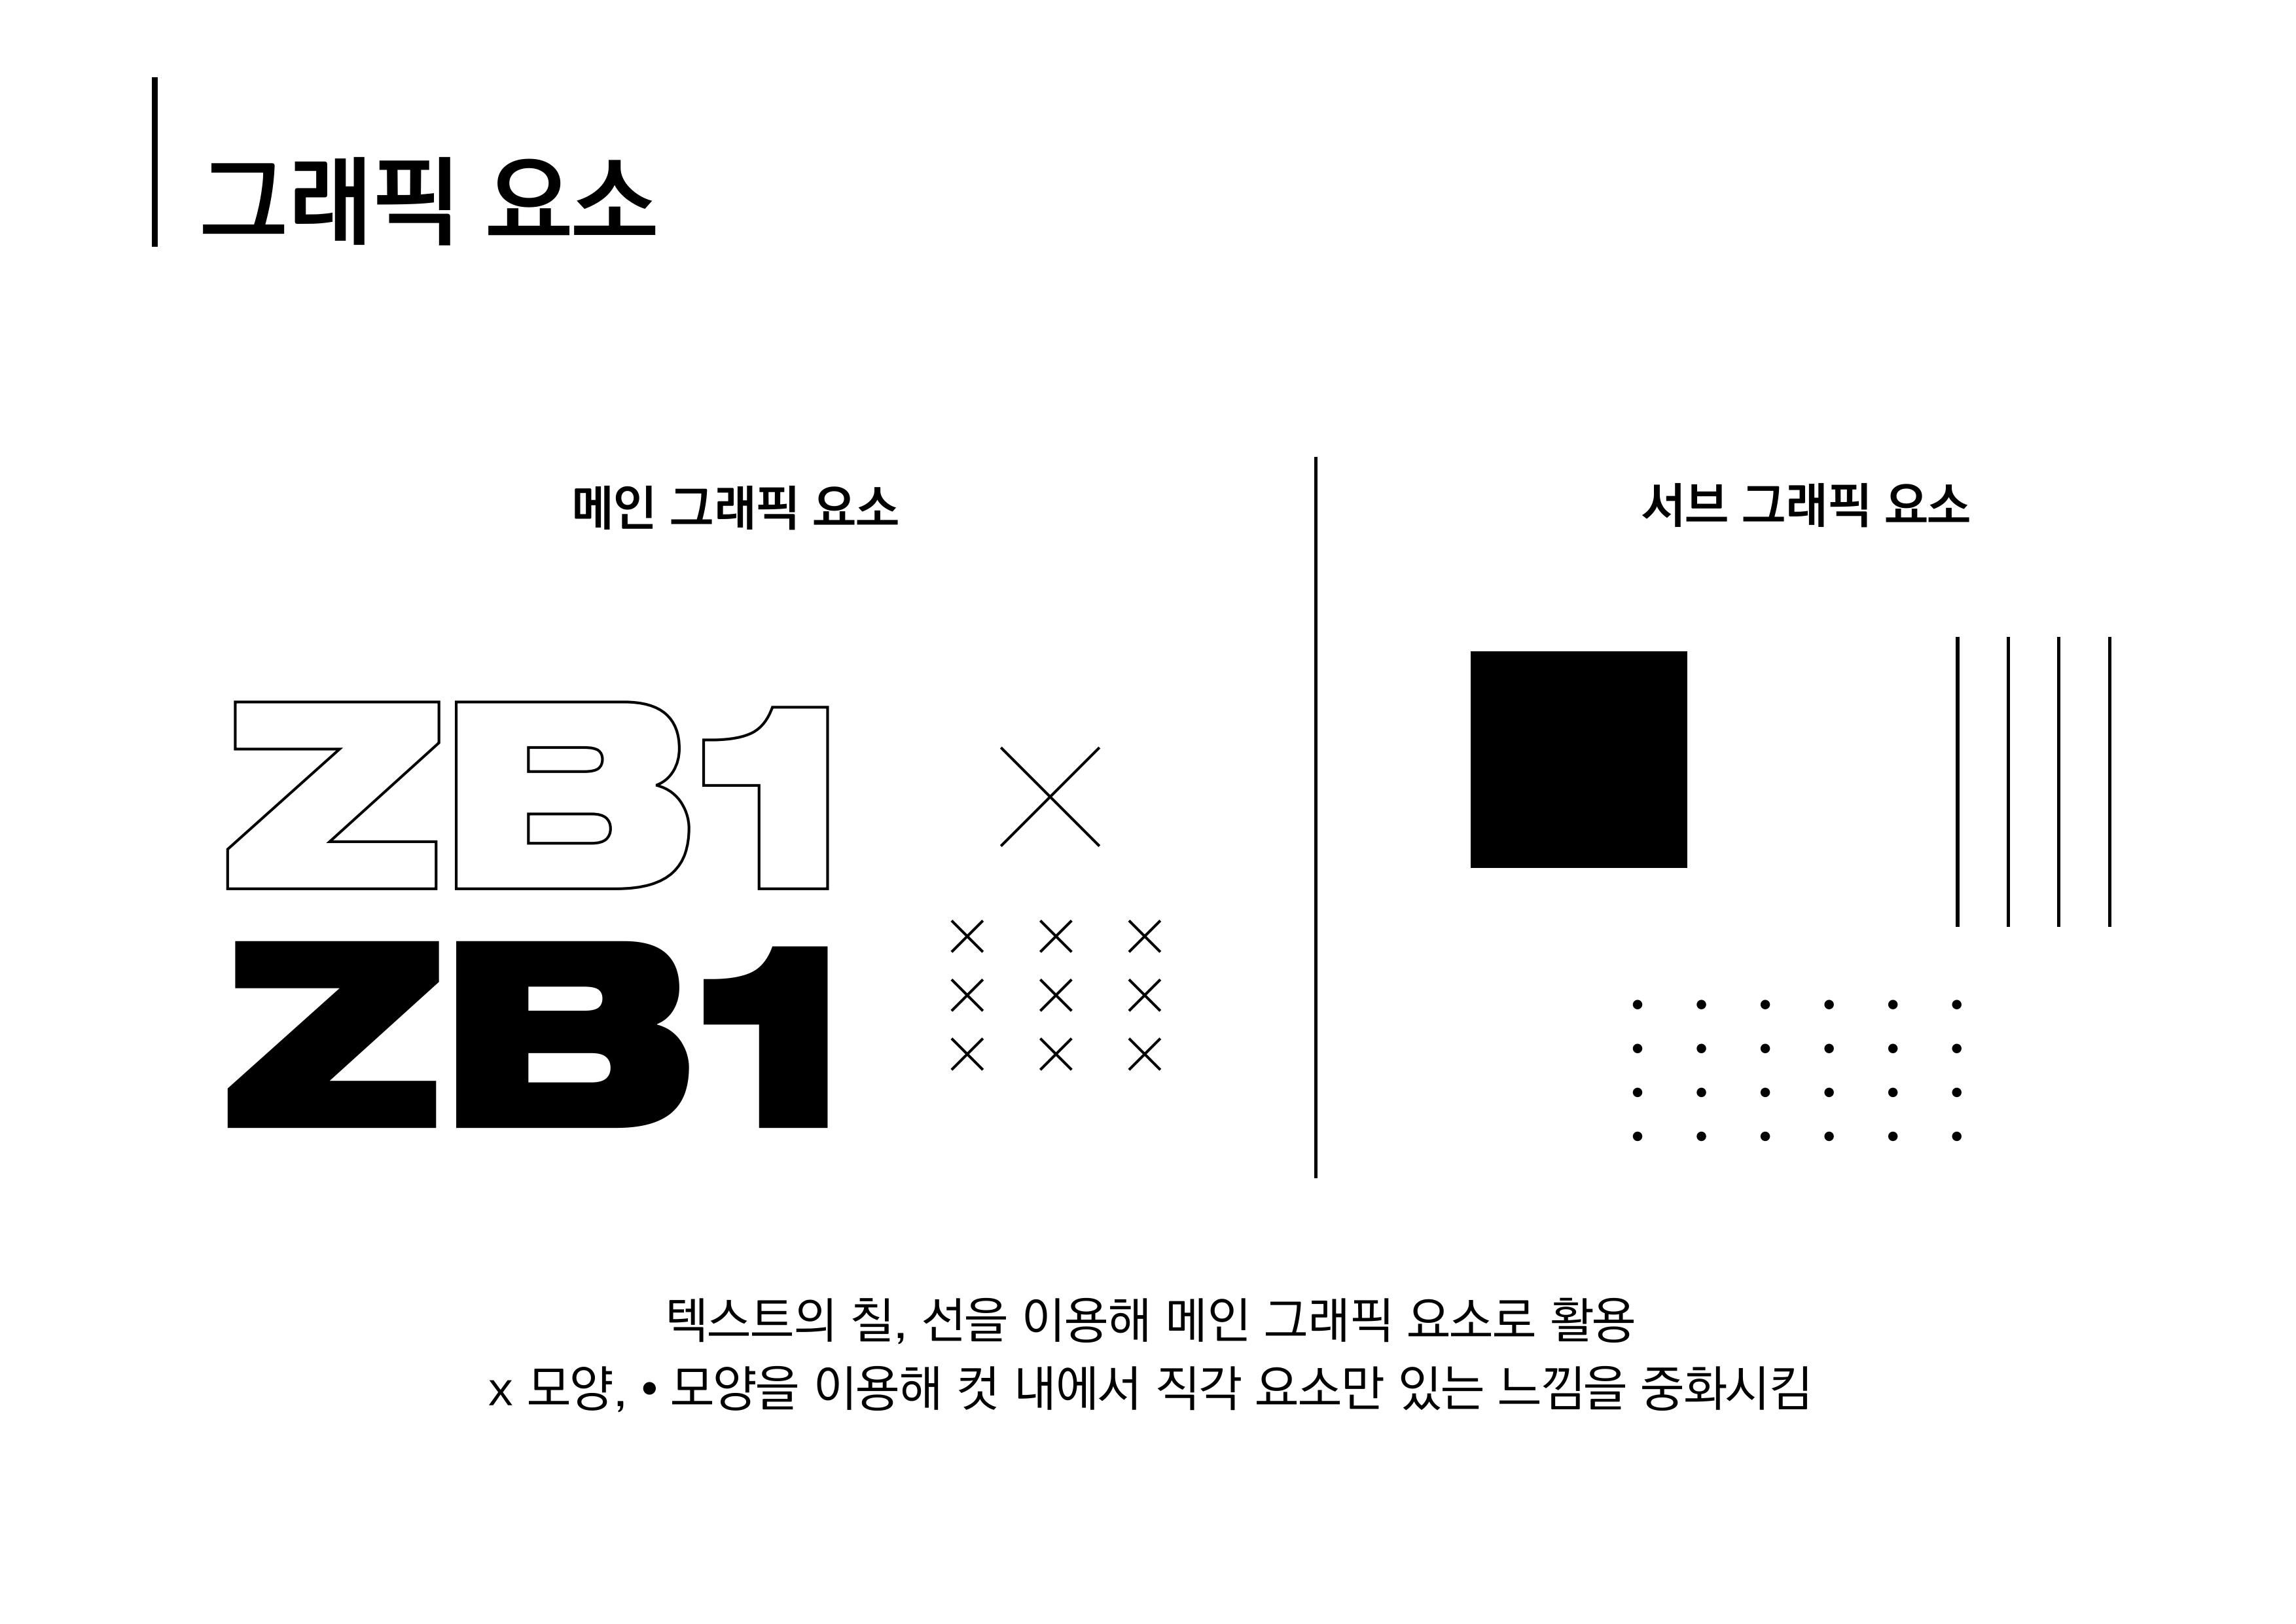 그래픽 요소
메인 그래픽 요소
ZB1
ZB1
서브 그래픽 요소
텍스트의 칠, 선을 이용해 메인 그래픽 요소로 활용
x 모양, • 모양을 이용해 컷 내에서 직각 요소만 있는 느낌을 중화시킴